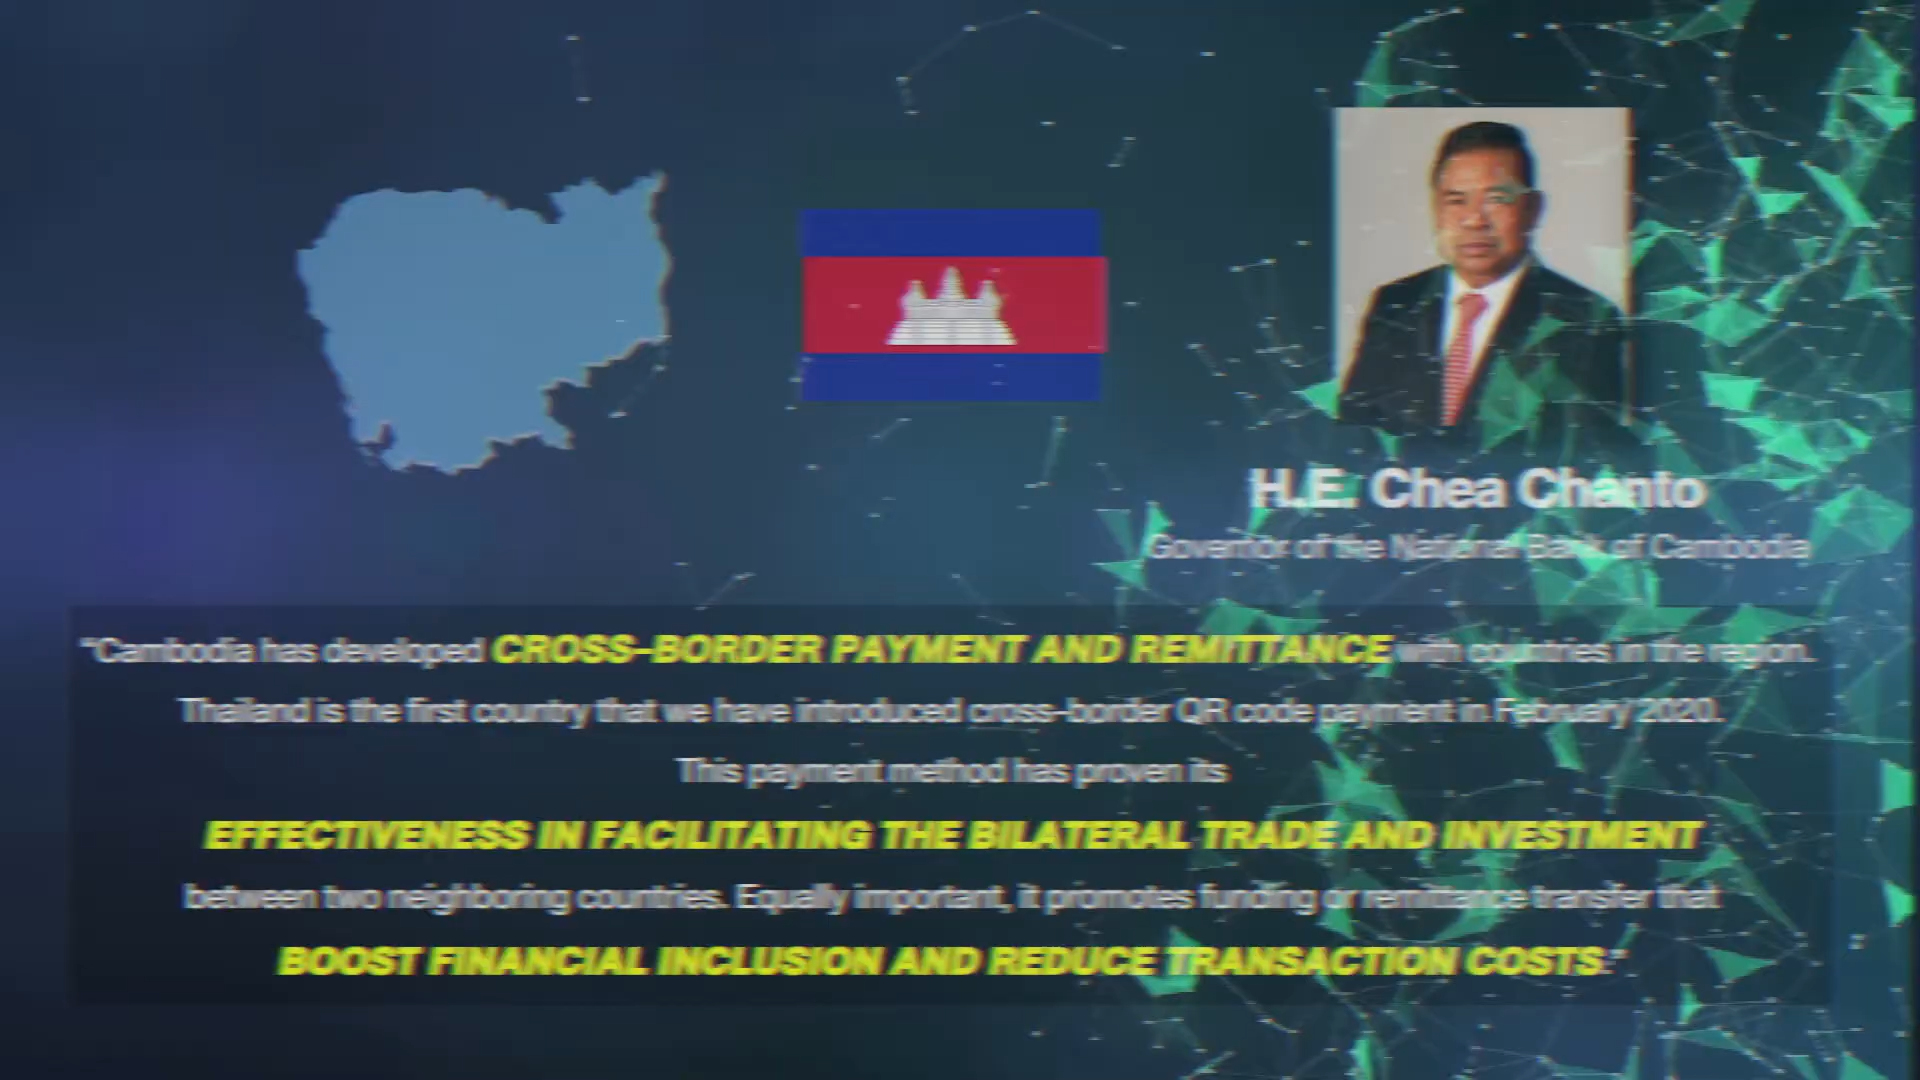 H.E. Chea Chanto
Governor of the National Bank of Cambodia
"Cambodia has developed CROSS-BORDER PAYMENT AND REMITTANCE with countries in the region.
Thailand is the first country that we have introduced cross-border QR code payment in February 2020.
This payment method has proven its
EFFECTIVENESS IN FACILITATING THE BILATERAL TRADE AND INVESTMENT
between two neighboring countries. Equally important, it promotes funding or remittance transfer that
BOOST FINANCIAL INCLUSION AND REDUCE TRANSACTION COSTS."